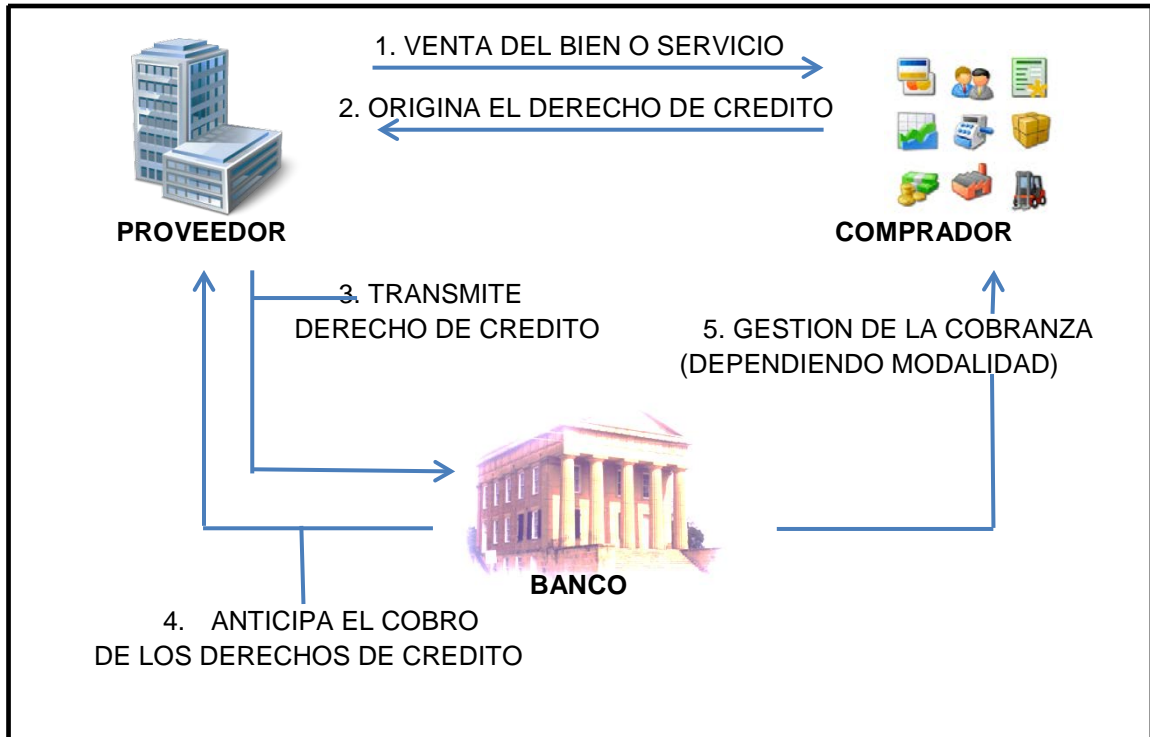 1. VENTA DEL BIEN O SERVICIO
2. ORIGINA EL DERECHO DE CREDITO
PROVEEDOR
COMPRADOR
3. TRANSMITE
DERECHO DE CREDITO
5. GESTION DE LA COBRANZA
(DEPENDIENDO MODALIDAD)
BANCO
4. ANTICIPA EL COBRO
DE LOS DERECHOS DE CREDITO